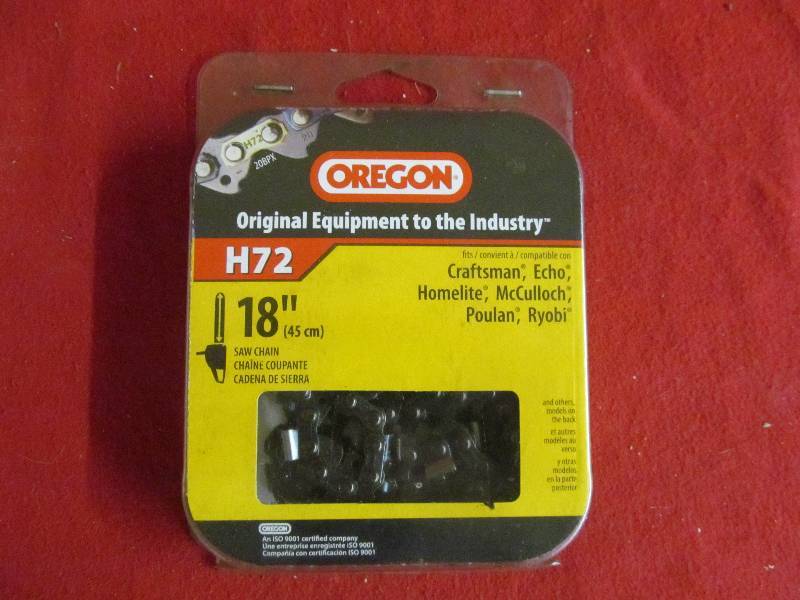 H72
20BPX
OREGON
Original Equipment to the Industry™
H72
fits / convient à / compatible con
Craftsman®, Echo®,
Homelite®, McCulloch®,
Poulan®, Ryobi®
18" (45 cm)
SAW CHAIN
CHAÎNE COUPANTE
CADENA DE SIERRA
and others,
models on
the back
et autres
modèles au
verso
y otras
modelos
en la parte
posterior
OREGON
An ISO 9001 certified company
Une entreprise enregistrée ISO 9001
Compañía con certificación ISO 9001